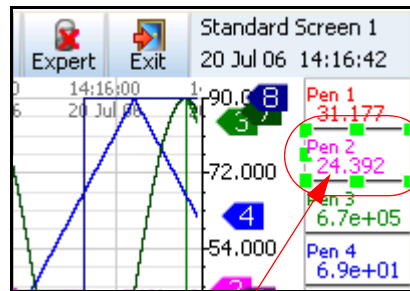 Expert Exit
Standard Screen 1
20 Jul 06 14:16:42
14:16:00
20 Jul 06
90.0
8
3
72.000
4
54.000
Pen 1
31.177
Pen 2
24.392
Pen 3
6.7e+05
Pen 4
6.9e+01